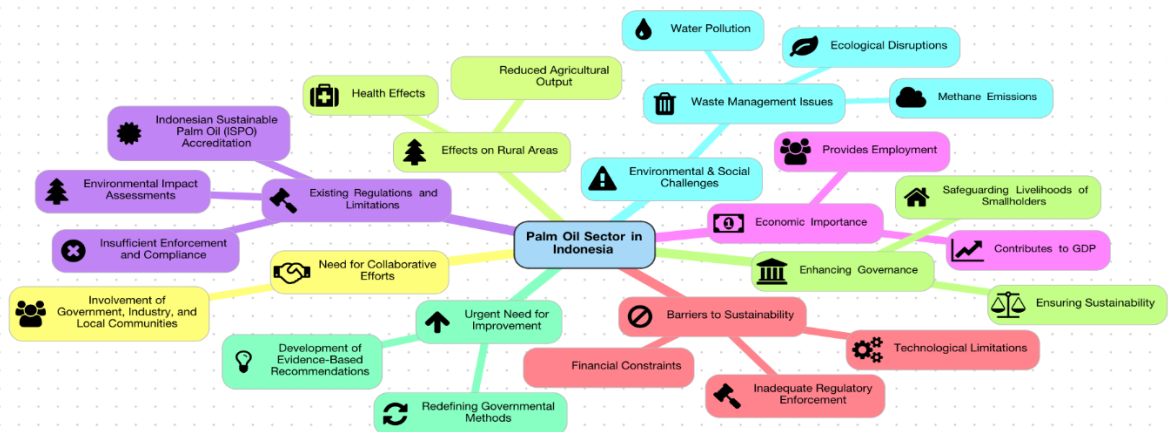 Palm Oil Sector in
Indonesia
Environmental & Social
Challenges
Waste Management Issues
Water Pollution
Ecological Disruptions
Methane Emissions
Economic Importance
Provides Employment
Contributes to GDP
Enhancing Governance
Safeguarding Livelihoods of
Smallholders
Ensuring Sustainability
Barriers to Sustainability
Technological Limitations
Inadequate Regulatory
Enforcement
Financial Constraints
Urgent Need for
Improvement
Redefining Governmental
Methods
Development of
Evidence-Based
Recommendations
Need for Collaborative
Efforts
Involvement of
Government, Industry, and
Local Communities
Existing Regulations and
Limitations
Insufficient Enforcement
and Compliance
Environmental Impact
Assessments
Indonesian Sustainable
Palm Oil (ISPO)
Accreditation
Effects on Rural Areas
Health Effects
Reduced Agricultural
Output